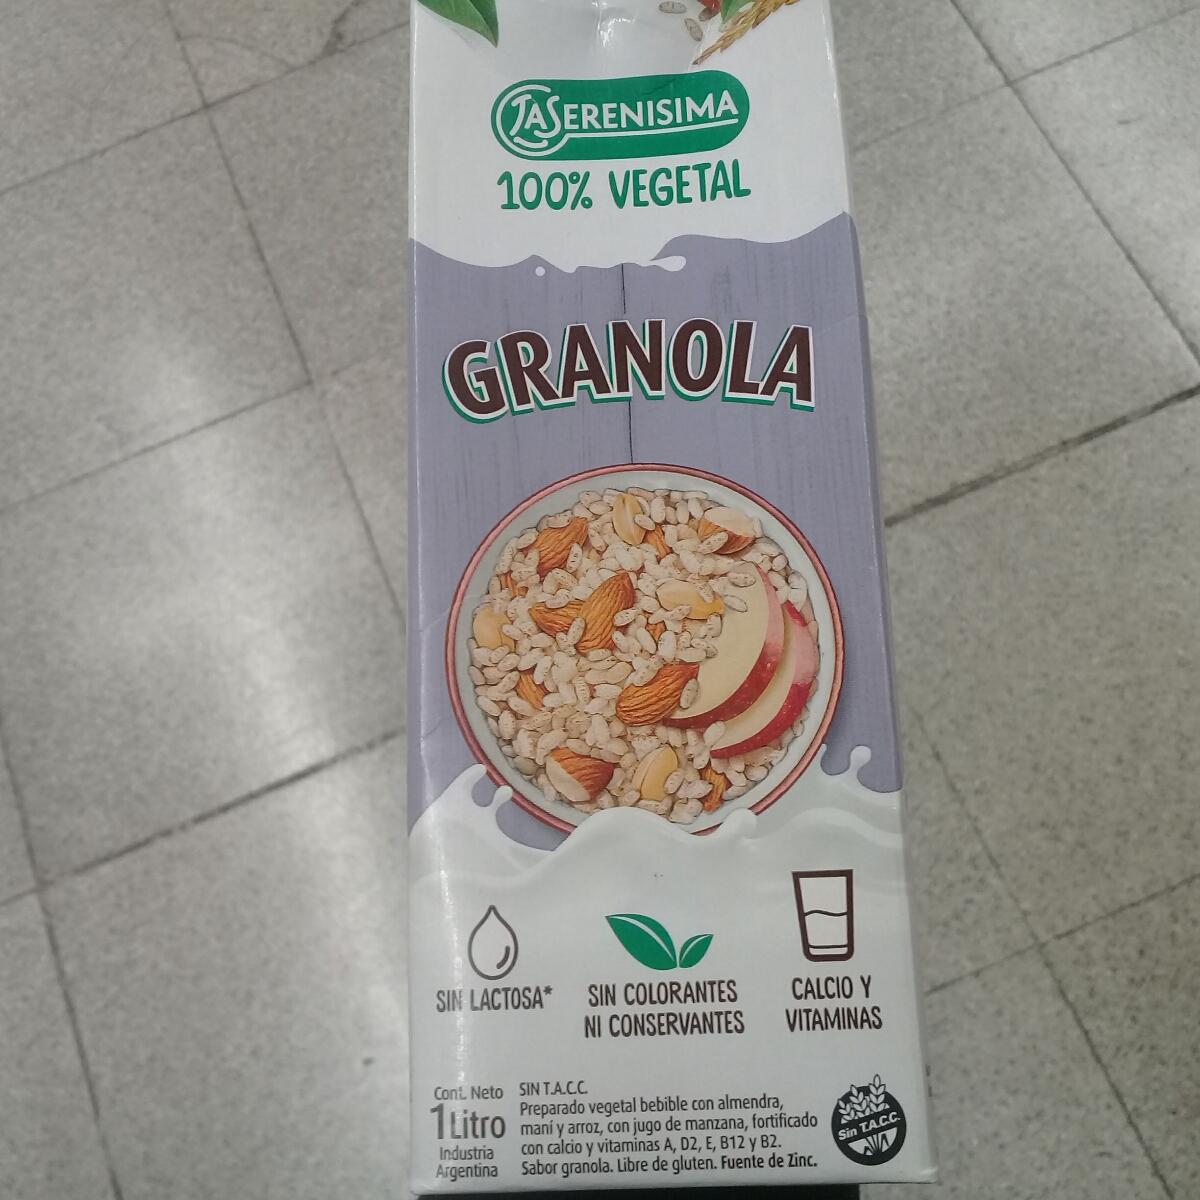 LA SERENISIMA
100% VEGETAL
GRANOLA
SIN LACTOSA*
SIN COLORANTES
NI CONSERVANTES
CALCIO Y
VITAMINAS
Cont. Neto
1 Litro
Industria
Argentina
SIN T.A.C.C.
Preparado vegetal bebible con almendra,
maní y arroz, con jugo de manzana, fortificado
con calcio y vitaminas A, D2, E, B12 y B2.
Sabor granola. Libre de gluten. Fuente de Zinc.
Sin T.A.C.C.